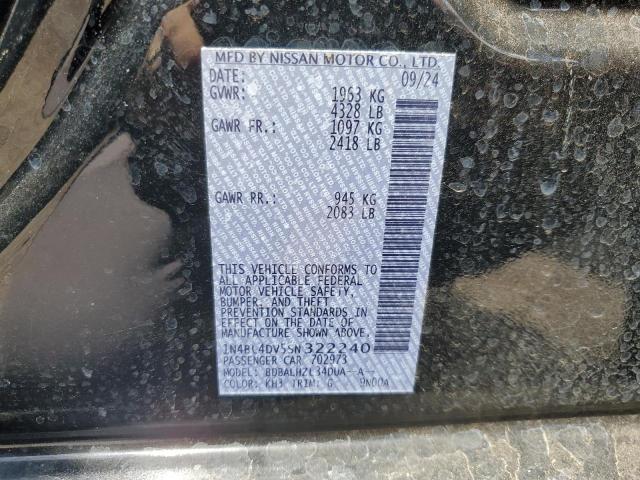 MFD BY NISSAN MOTOR CO., LTD.
DATE: 09/24
GVWR: 1963 KG
4328 LB
GAWR FR.: 1097 KG
2418 LB
GAWR RR.: 945 KG
2083 LB
THIS VEHICLE CONFORMS TO
ALL APPLICABLE FEDERAL
MOTOR VEHICLE SAFETY,
BUMPER, AND THEFT
PREVENTION STANDARDS
IN EFFECT ON THE DATE OF
MANUFACTURE SHOWN ABOVE.
1N4BL4DV5SN322240
PASSENGER CAR 702973
MODEL: BDBALHZL34DUA--A--
COLOR: KH3 TRIM: G 9N00A